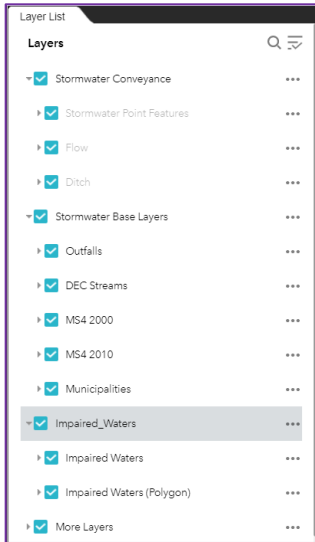 Layer List
Layers
Stormwater Conveyance
Stormwater Point Features
Flow
Ditch
Stormwater Base Layers
Outfalls
DEC Streams
MS4 2000
MS4 2010
Municipalities
Impaired_Waters
Impaired Waters
Impaired Waters (Polygon)
More Layers